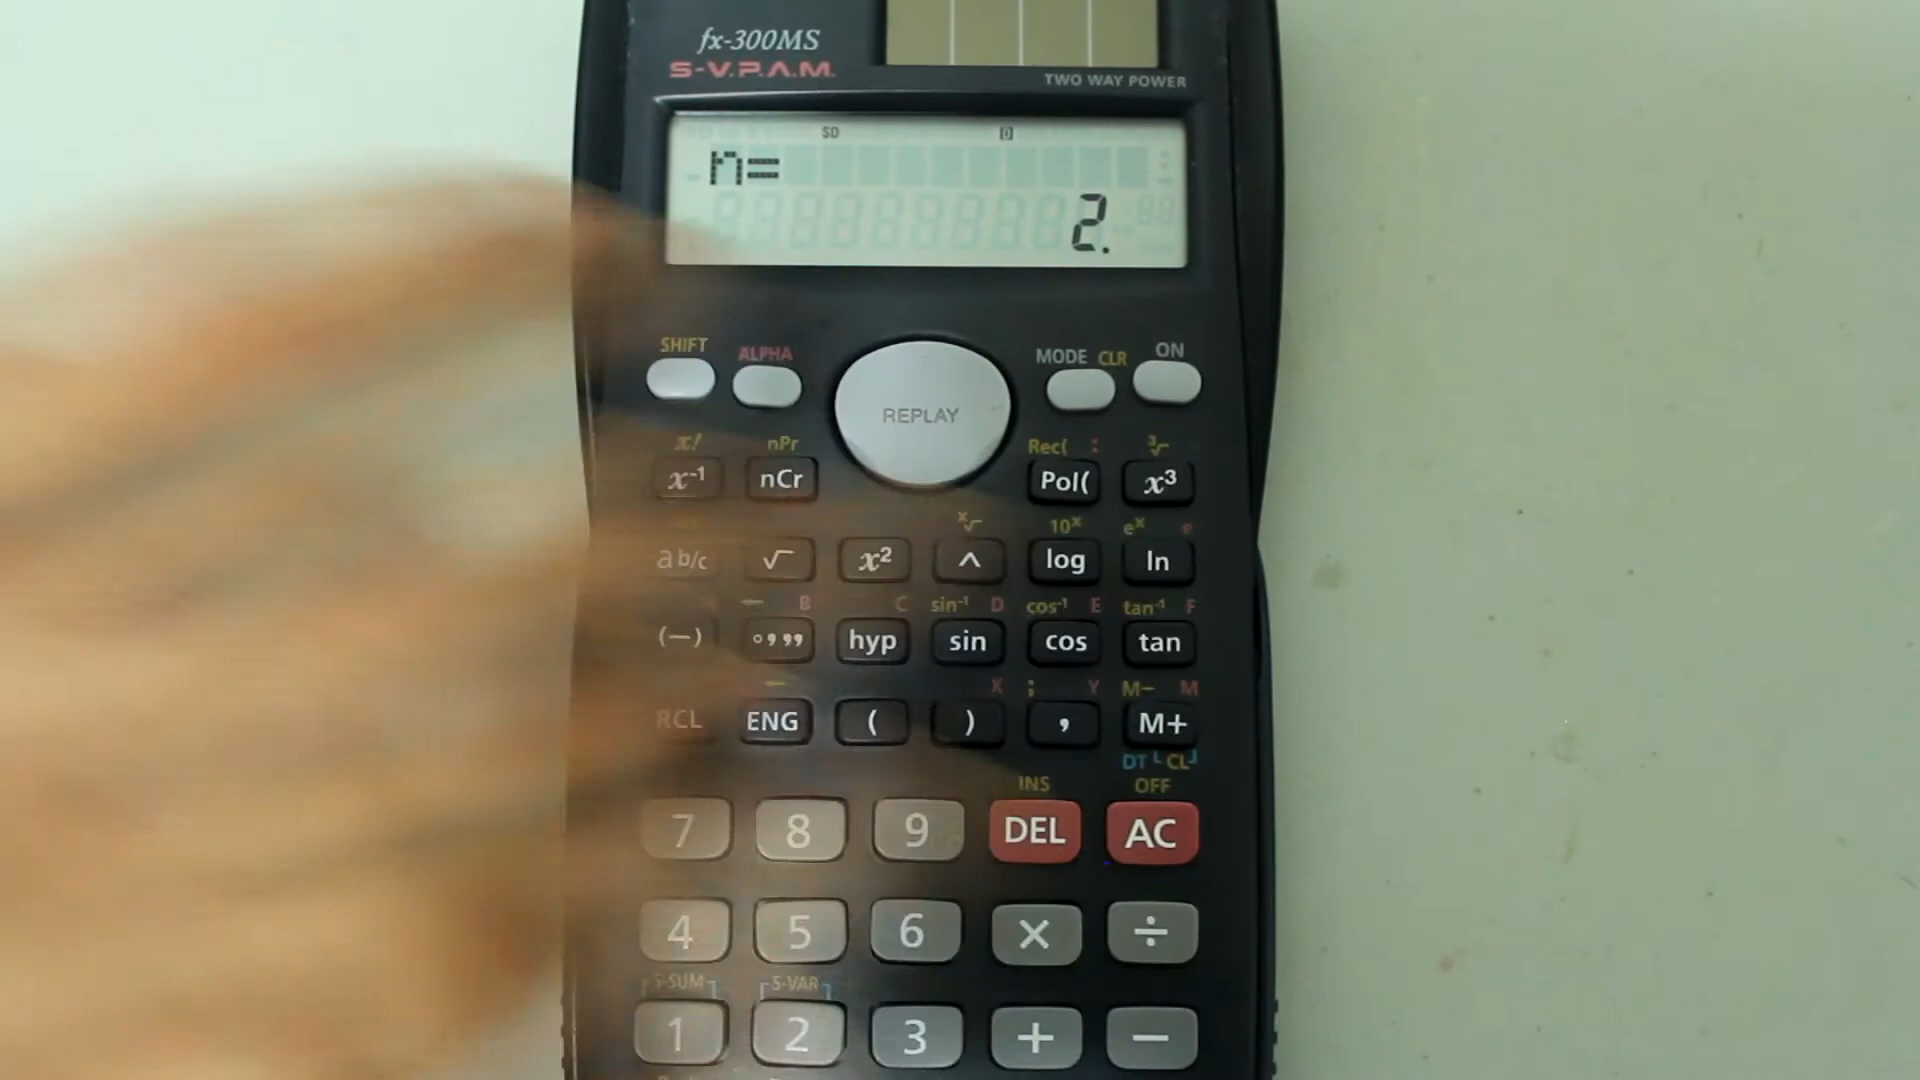 fx-300MS
S-V.P.A.M.
TWO WAY POWER
SD D
n=
2.
SHIFT ALPHA MODE CLR ON
REPLAY
x! nPr Rec( : ³√
x⁻¹ nCr Pol( x³
ˣ√ 10ˣ eˣ e
a b/c √ x² ^ log ln
← B C sin⁻¹ D cos⁻¹ E tan⁻¹ F
(−) ° ’ ’’ hyp sin cos tan
← X ; Y M− M
RCL ENG ( ) , M+
DT CL
INS OFF
7 8 9 DEL AC
4 5 6 × ÷
S-SUM S-VAR
1 2 3 + −